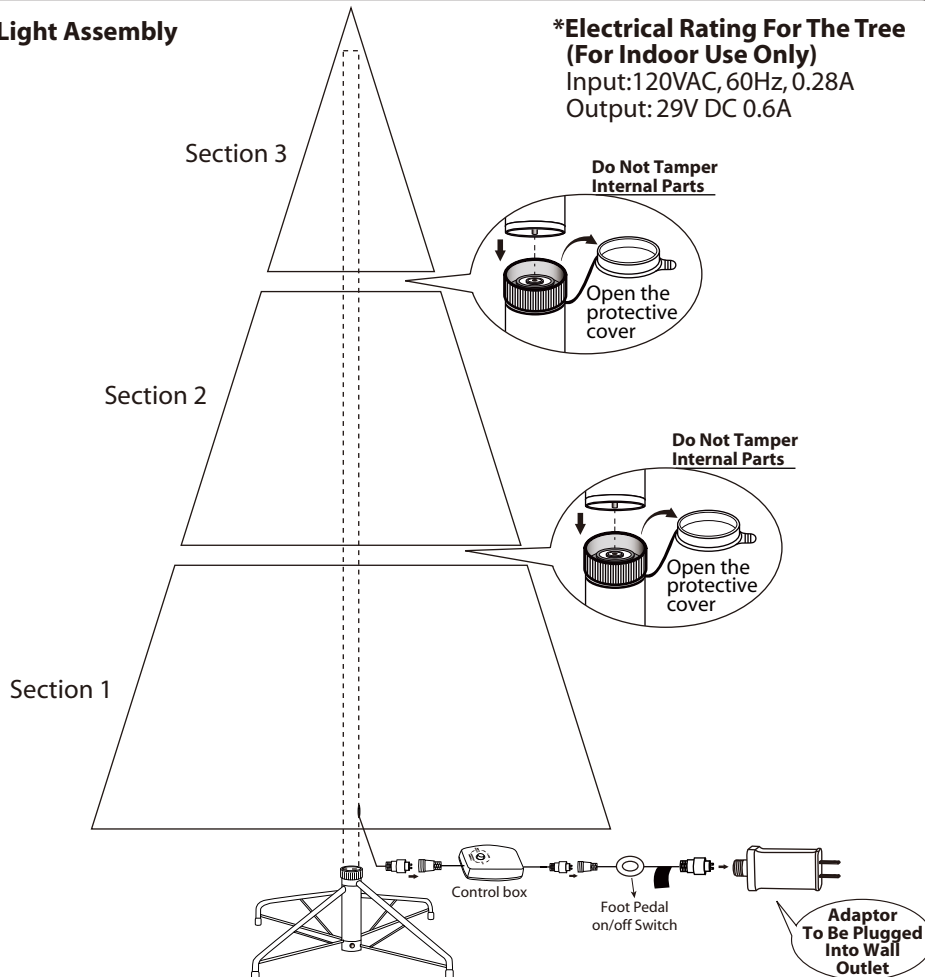 Light Assembly
*Electrical Rating For The Tree
(For Indoor Use Only)
Input:120VAC, 60Hz, 0.28A
Output: 29V DC 0.6A
Section 3
Do Not Tamper
Internal Parts
Open the
protective
cover
Section 2
Do Not Tamper
Internal Parts
Open the
protective
cover
Section 1
Control box
Foot Pedal
on/off Switch
Adaptor
To Be Plugged
Into Wall
Outlet